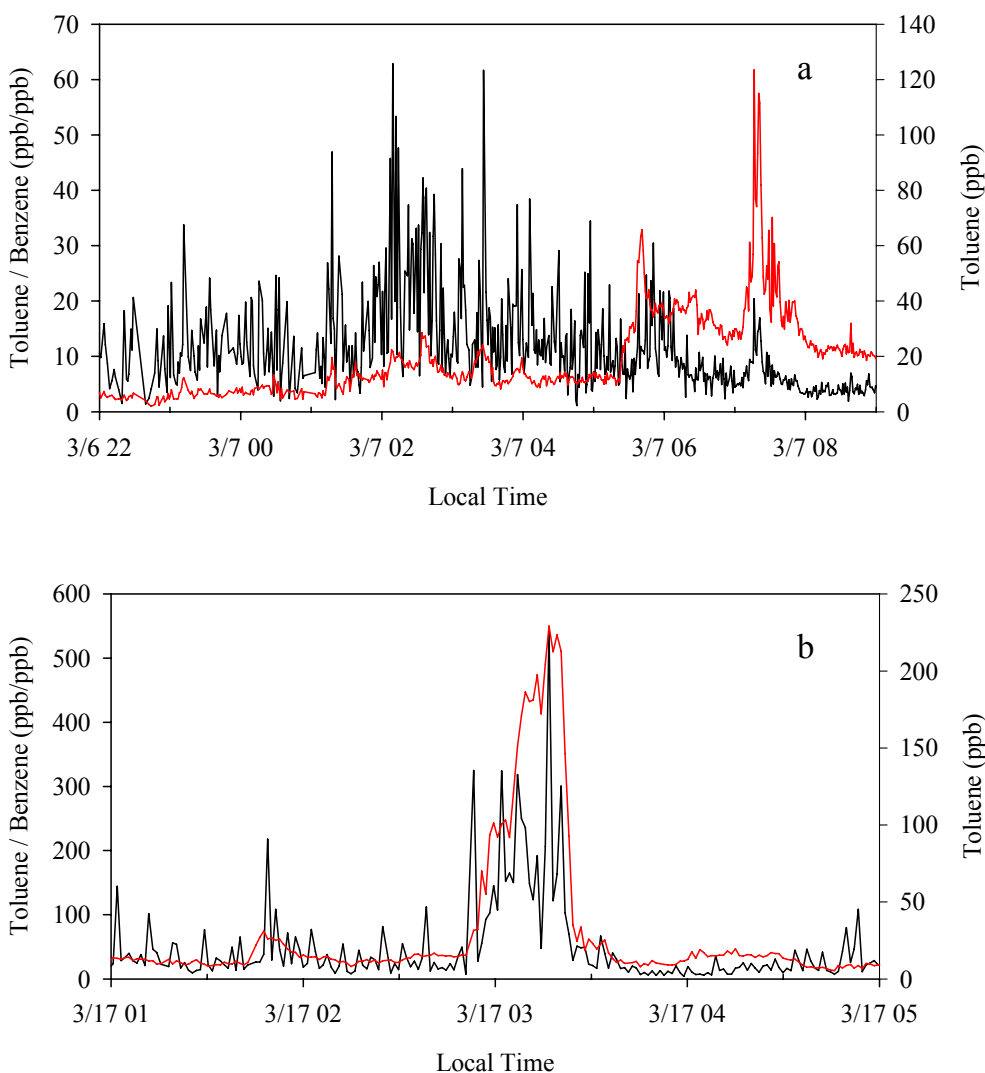 70
60
50
40
30
20
10
0
Toluene / Benzene (ppb/ppb)
a
140
120
100
80
60
40
20
0
Toluene (ppb)
3/6 22 3/7 00 3/7 02 3/7 04 3/7 06 3/7 08
Local Time
600
500
400
300
200
100
0
Toluene / Benzene (ppb/ppb)
b
250
200
150
100
50
0
Toluene (ppb)
3/17 01 3/17 02 3/17 03 3/17 04 3/17 05
Local Time